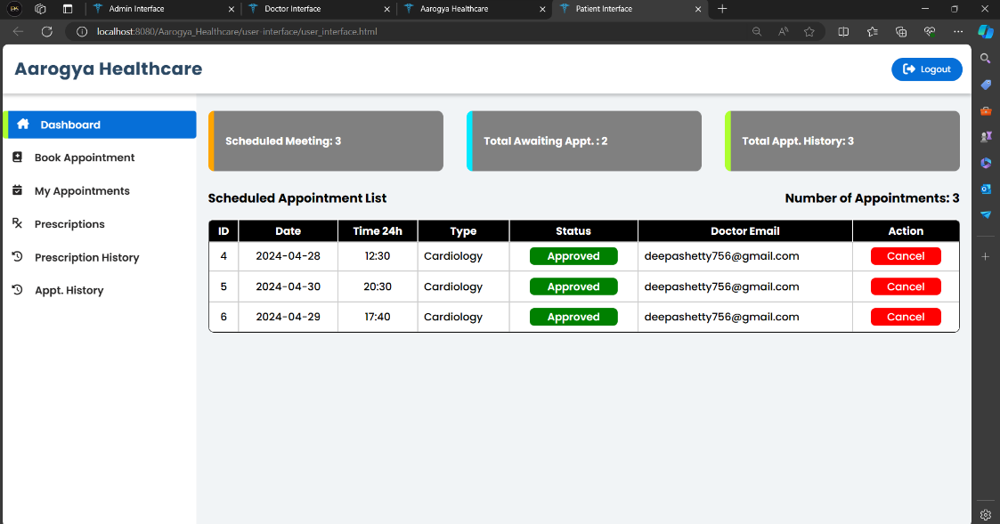 Admin Interface
Doctor Interface
Aarogya Healthcare
Patient Interface
localhost:8080/Aarogya_Healthcare/user-interface/user_interface.html
Aarogya Healthcare
Logout
Dashboard
Book Appointment
My Appointments
Prescriptions
Prescription History
Appt. History
Scheduled Meeting: 3
Total Awaiting Appt. : 2
Total Appt. History: 3
Scheduled Appointment List
Number of Appointments: 3
ID Date Time 24h Type Status Doctor Email Action
4 2024-04-28 12:30 Cardiology Approved deepashetty756@gmail.com Cancel
5 2024-04-30 20:30 Cardiology Approved deepashetty756@gmail.com Cancel
6 2024-04-29 17:40 Cardiology Approved deepashetty756@gmail.com Cancel